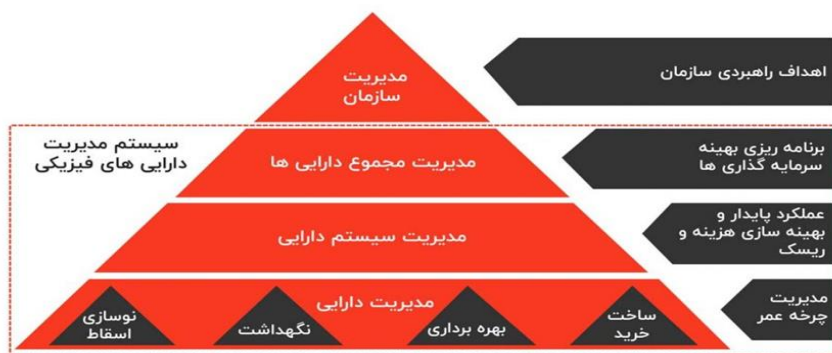 مدیریت
سازمان
اهداف راهبردی سازمان
سیستم مدیریت
دارایی های فیزیکی
مدیریت مجموع دارایی ها
برنامه ریزی بهینه
سرمایه گذاری ها
مدیریت سیستم دارایی
عملکرد پایدار و
بهینه سازی هزینه و
ریسک
مدیریت دارایی
مدیریت
چرخه عمر
ساخت
خرید
بهره برداری
نگهداشت
نوسازی
اسقاط